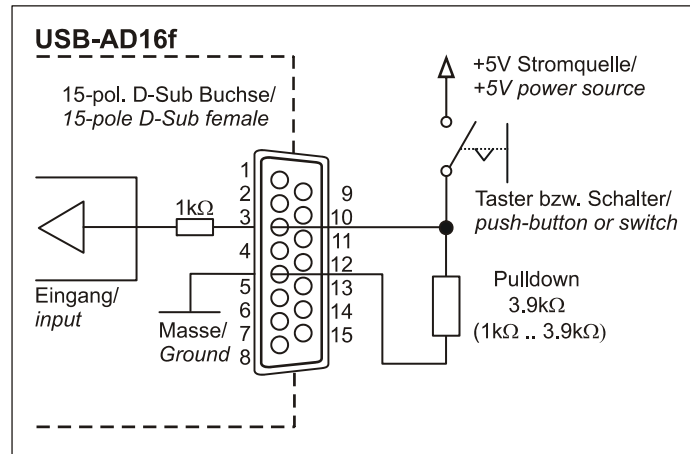 USB-AD16f
15-pol. D-Sub Buchse/
15-pole D-Sub female
+5V Stromquelle/
+5V power source
1
2
3
4
5
6
7
8
9
10
11
12
13
14
15
1kΩ
Taster bzw. Schalter/
push-button or switch
Eingang/
input
Masse/
Ground
Pulldown
3.9kΩ
(1kΩ .. 3.9kΩ)